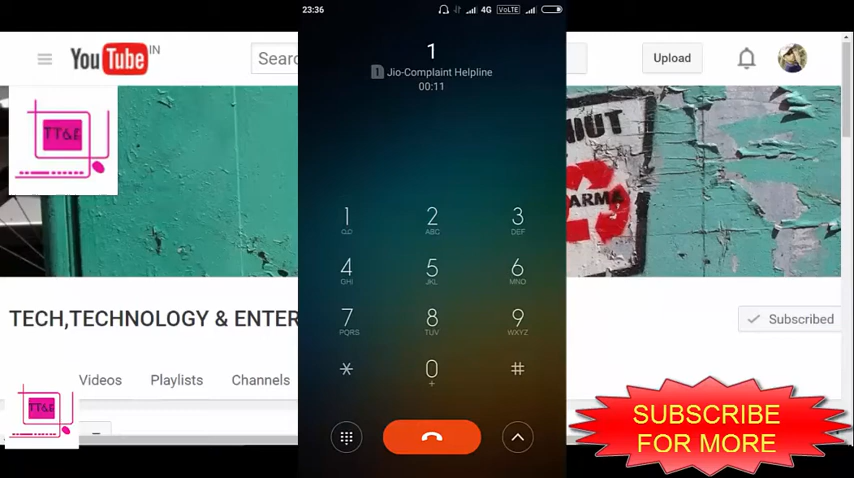 23:36
4G
VoLTE
YouTube IN
Searc
Upload
1
1 Jio-Complaint Helpline
00:11
TT&E
1
2 ABC
3 DEF
4 GHI
5 JKL
6 MNO
7 PQRS
8 TUV
9 WXYZ
*
0 +
#
TECH,TECHNOLOGY & ENTER
Subscribed
Videos
Playlists
Channels
TT&E
SUBSCRIBE
FOR MORE